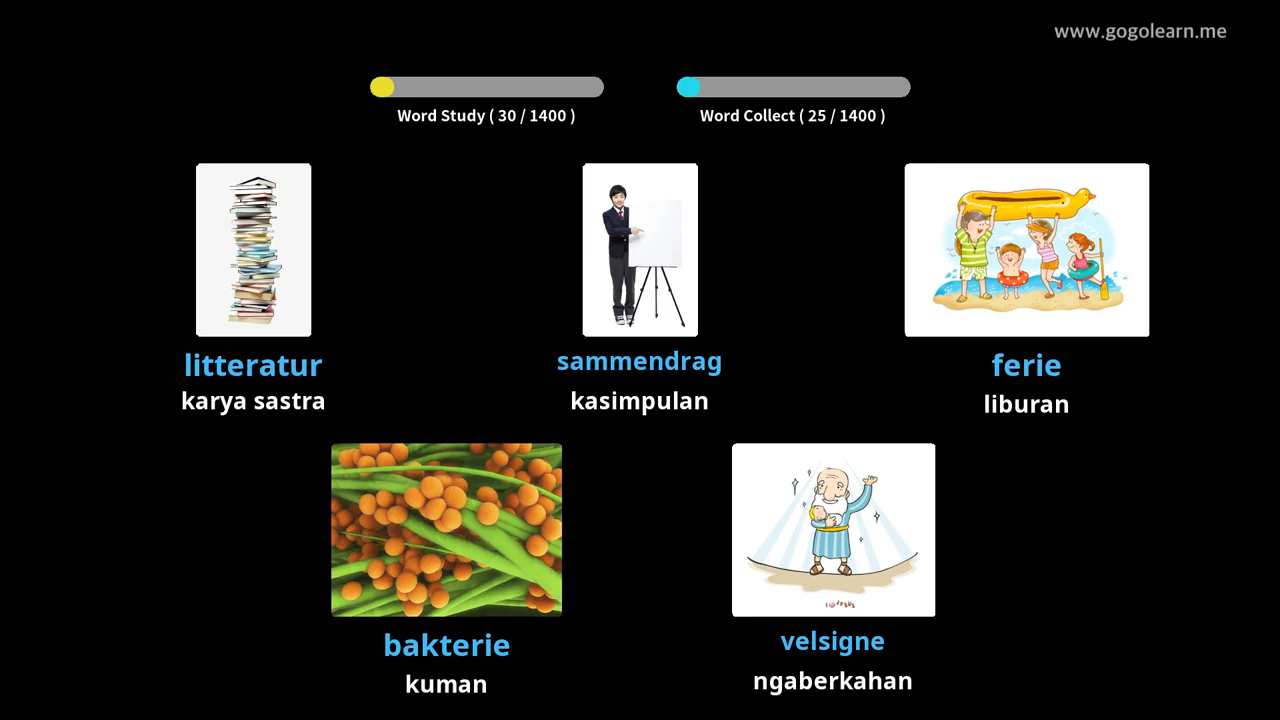 www.gogolearn.me
Word Study ( 30 / 1400 )
Word Collect ( 25 / 1400 )
litteratur
karya sastra
sammendrag
kasimpulan
ferie
liburan
bakterie
kuman
velsigne
ngaberkahan